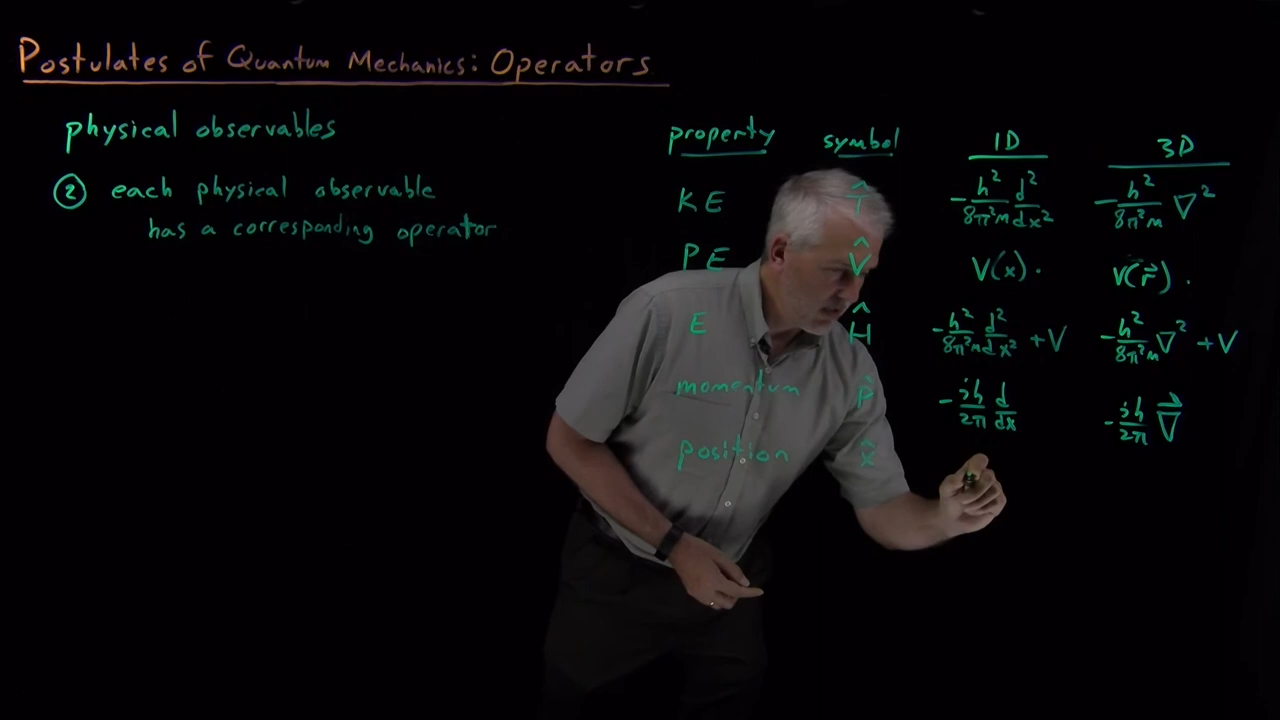 Postulates of Quantum Mechanics: Operators
physical observables
② each physical observable
has a corresponding operator
property symbol 1D 3D
KE T̂ -h²/8π²m d²/dx² -h²/8π²m ∇²
PE V̂ V(x). V(r⃗).
E Ĥ -h²/8π²m d²/dx² + V -h²/8π²m ∇² + V
momentum p̂ -ih/2π d/dx -ih/2π ∇⃗
position x̂